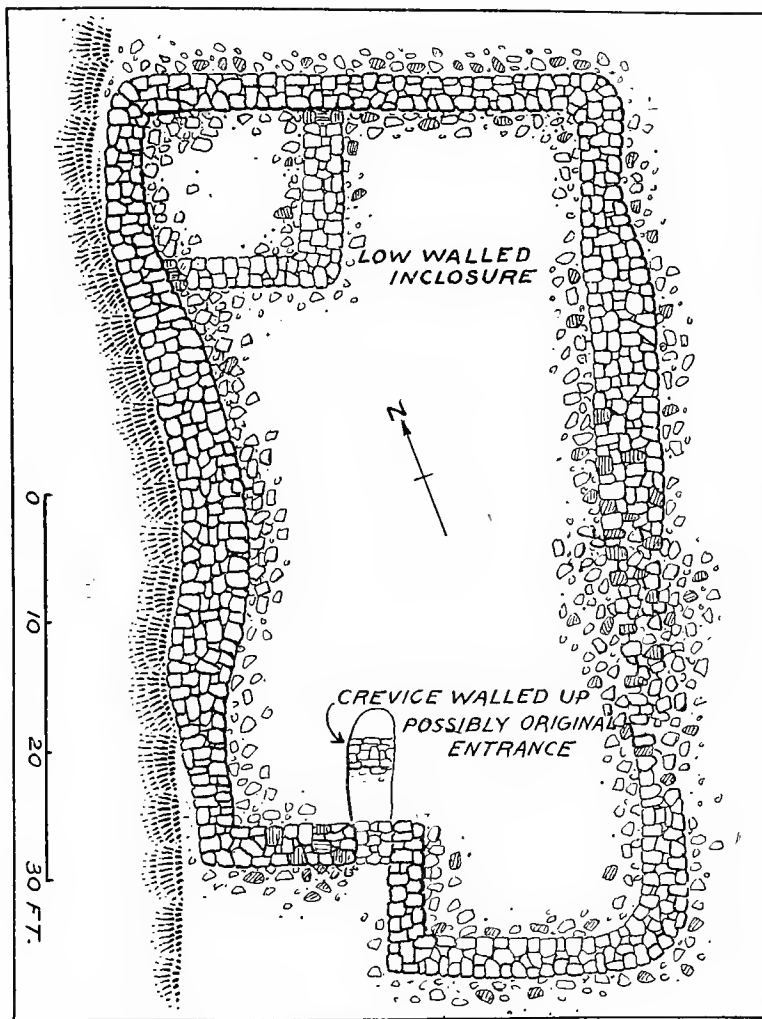 LOW WALLED
INCLOSURE
N
0
10
20
30 FT.
CREVICE WALLED UP
POSSIBLY ORIGINAL
ENTRANCE